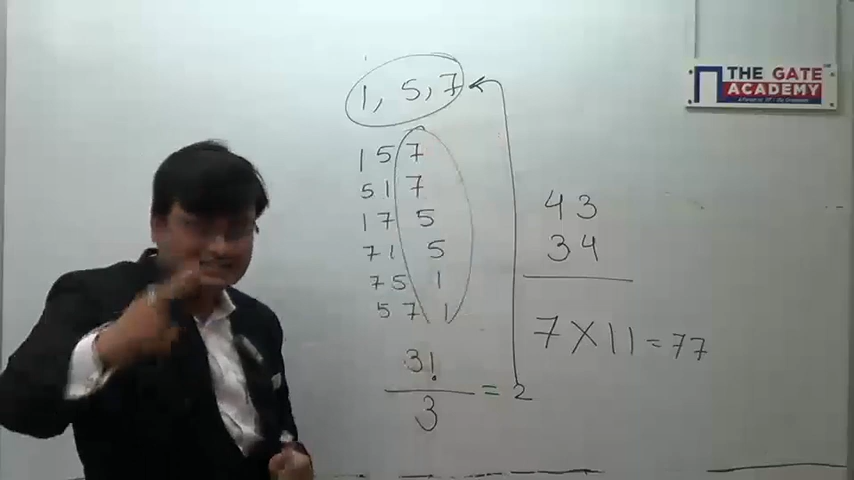 1, 5, 7
1 5 7
5 1 7
1 7 5
7 1 5
7 5 1
5 7 1
3!
3
= 2
4 3
3 4
7 X 11 = 77
THE GATE
ACADEMY